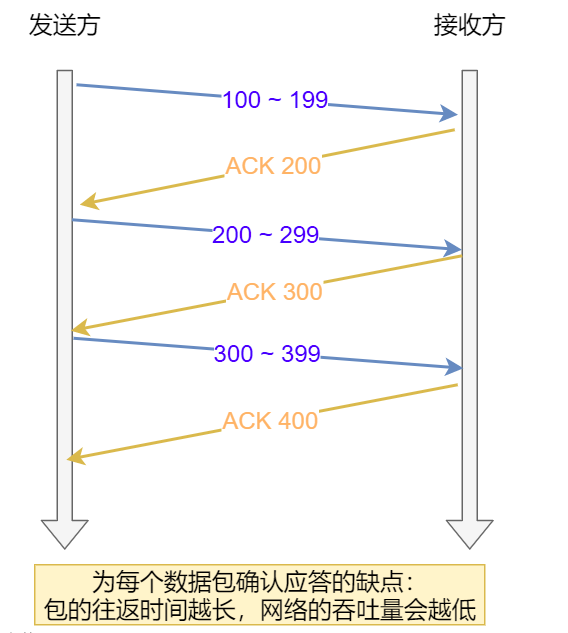 发送方
接收方
100 ~ 199
ACK 200
200 ~ 299
ACK 300
300 ~ 399
ACK 400
为每个数据包确认应答的缺点：
包的往返时间越长，网络的吞吐量会越低